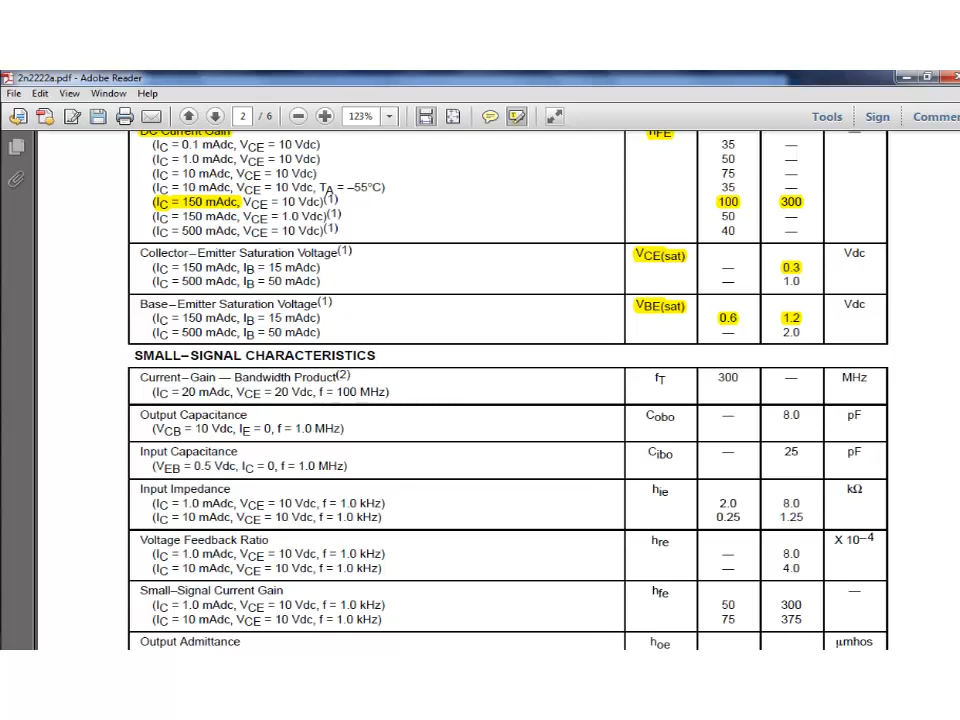 2n2222a.pdf - Adobe Reader
File Edit View Window Help
2 / 6 123% Tools Sign Comme
DC Current Gain hFE —
(IC = 0.1 mAdc, VCE = 10 Vdc) 35 —
(IC = 1.0 mAdc, VCE = 10 Vdc) 50 —
(IC = 10 mAdc, VCE = 10 Vdc) 75 —
(IC = 10 mAdc, VCE = 10 Vdc, TA = –55°C) 35 —
(IC = 150 mAdc, VCE = 10 Vdc)(1) 100 300
(IC = 150 mAdc, VCE = 1.0 Vdc)(1) 50 —
(IC = 500 mAdc, VCE = 10 Vdc)(1) 40 —
Collector–Emitter Saturation Voltage(1) VCE(sat) Vdc
(IC = 150 mAdc, IB = 15 mAdc) — 0.3
(IC = 500 mAdc, IB = 50 mAdc) — 1.0
Base–Emitter Saturation Voltage(1) VBE(sat) Vdc
(IC = 150 mAdc, IB = 15 mAdc) 0.6 1.2
(IC = 500 mAdc, IB = 50 mAdc) — 2.0
SMALL–SIGNAL CHARACTERISTICS
Current–Gain — Bandwidth Product(2) fT 300 — MHz
(IC = 20 mAdc, VCE = 20 Vdc, f = 100 MHz)
Output Capacitance Cobo — 8.0 pF
(VCB = 10 Vdc, IE = 0, f = 1.0 MHz)
Input Capacitance Cibo — 25 pF
(VEB = 0.5 Vdc, IC = 0, f = 1.0 MHz)
Input Impedance hie kΩ
(IC = 1.0 mAdc, VCE = 10 Vdc, f = 1.0 kHz) 2.0 8.0
(IC = 10 mAdc, VCE = 10 Vdc, f = 1.0 kHz) 0.25 1.25
Voltage Feedback Ratio hre X 10–4
(IC = 1.0 mAdc, VCE = 10 Vdc, f = 1.0 kHz) — 8.0
(IC = 10 mAdc, VCE = 10 Vdc, f = 1.0 kHz) — 4.0
Small–Signal Current Gain hfe —
(IC = 1.0 mAdc, VCE = 10 Vdc, f = 1.0 kHz) 50 300
(IC = 10 mAdc, VCE = 10 Vdc, f = 1.0 kHz) 75 375
Output Admittance hoe µmhos